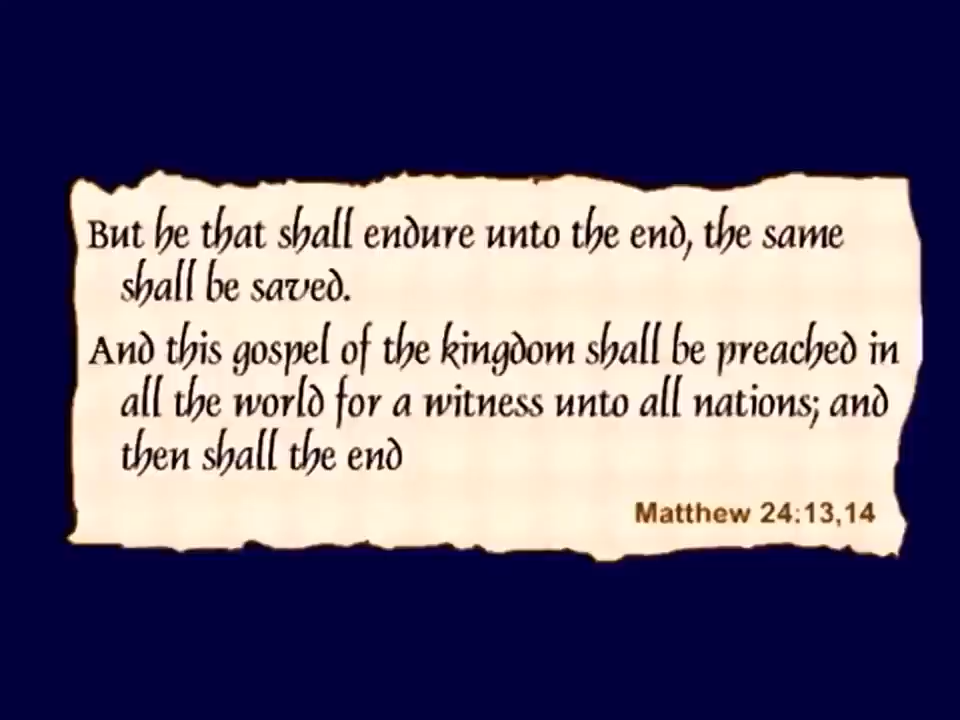 But he that shall endure unto the end, the same
shall be saved.
And this gospel of the kingdom shall be preached in
all the world for a witness unto all nations; and
then shall the end
Matthew 24:13,14